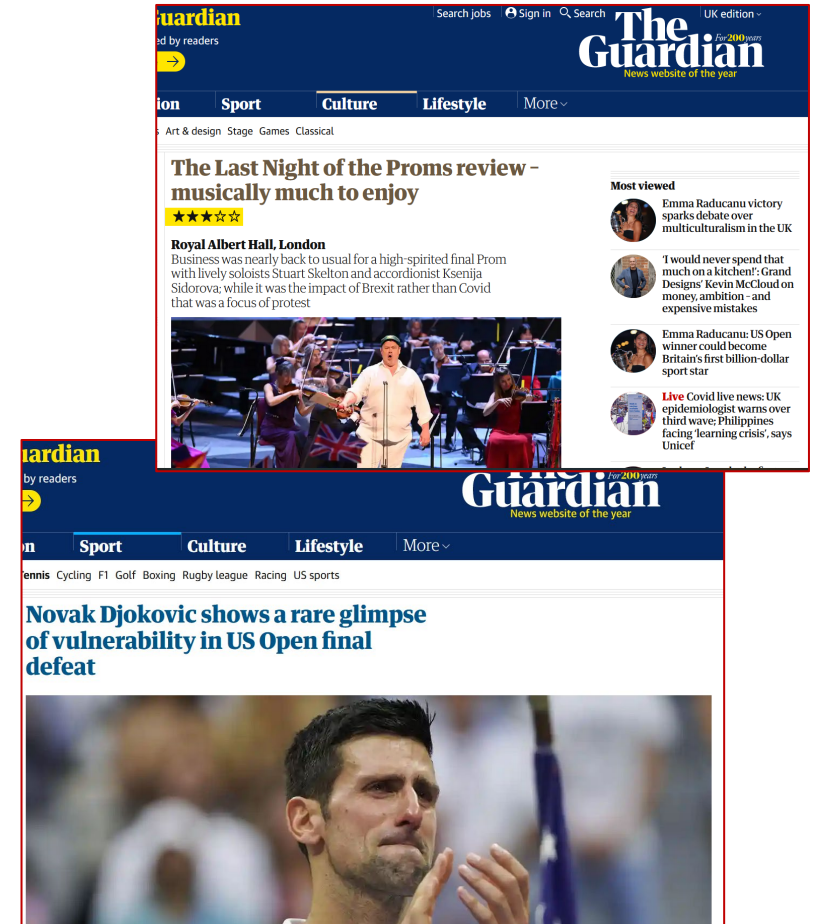 Search jobs
Sign in
Search
UK edition
The
Guardian
For 200 years
News website of the year
ed by readers
Sport
Culture
Lifestyle
More
Art & design Stage Games Classical
The Last Night of the Proms review –
musically much to enjoy
Royal Albert Hall, London
Business was nearly back to usual for a high-spirited final Prom
with lively soloists Stuart Skelton and accordionist Ksenija
Sidorova; while it was the impact of Brexit rather than Covid
that was a focus of protest
Most viewed
Emma Raducanu victory
sparks debate over
multiculturalism in the UK
'I would never spend that
much on a kitchen!': Grand
Designs' Kevin McCloud on
money, ambition – and
expensive mistakes
Emma Raducanu: US Open
winner could become
Britain's first billion-dollar
sport star
Live Covid live news: UK
epidemiologist warns over
third wave; Philippines
facing 'learning crisis', says
Unicef
by readers
Guardian
For 200 years
News website of the year
Sport
Culture
Lifestyle
More
Tennis Cycling F1 Golf Boxing Rugby league Racing US sports
Novak Djokovic shows a rare glimpse
of vulnerability in US Open final
defeat